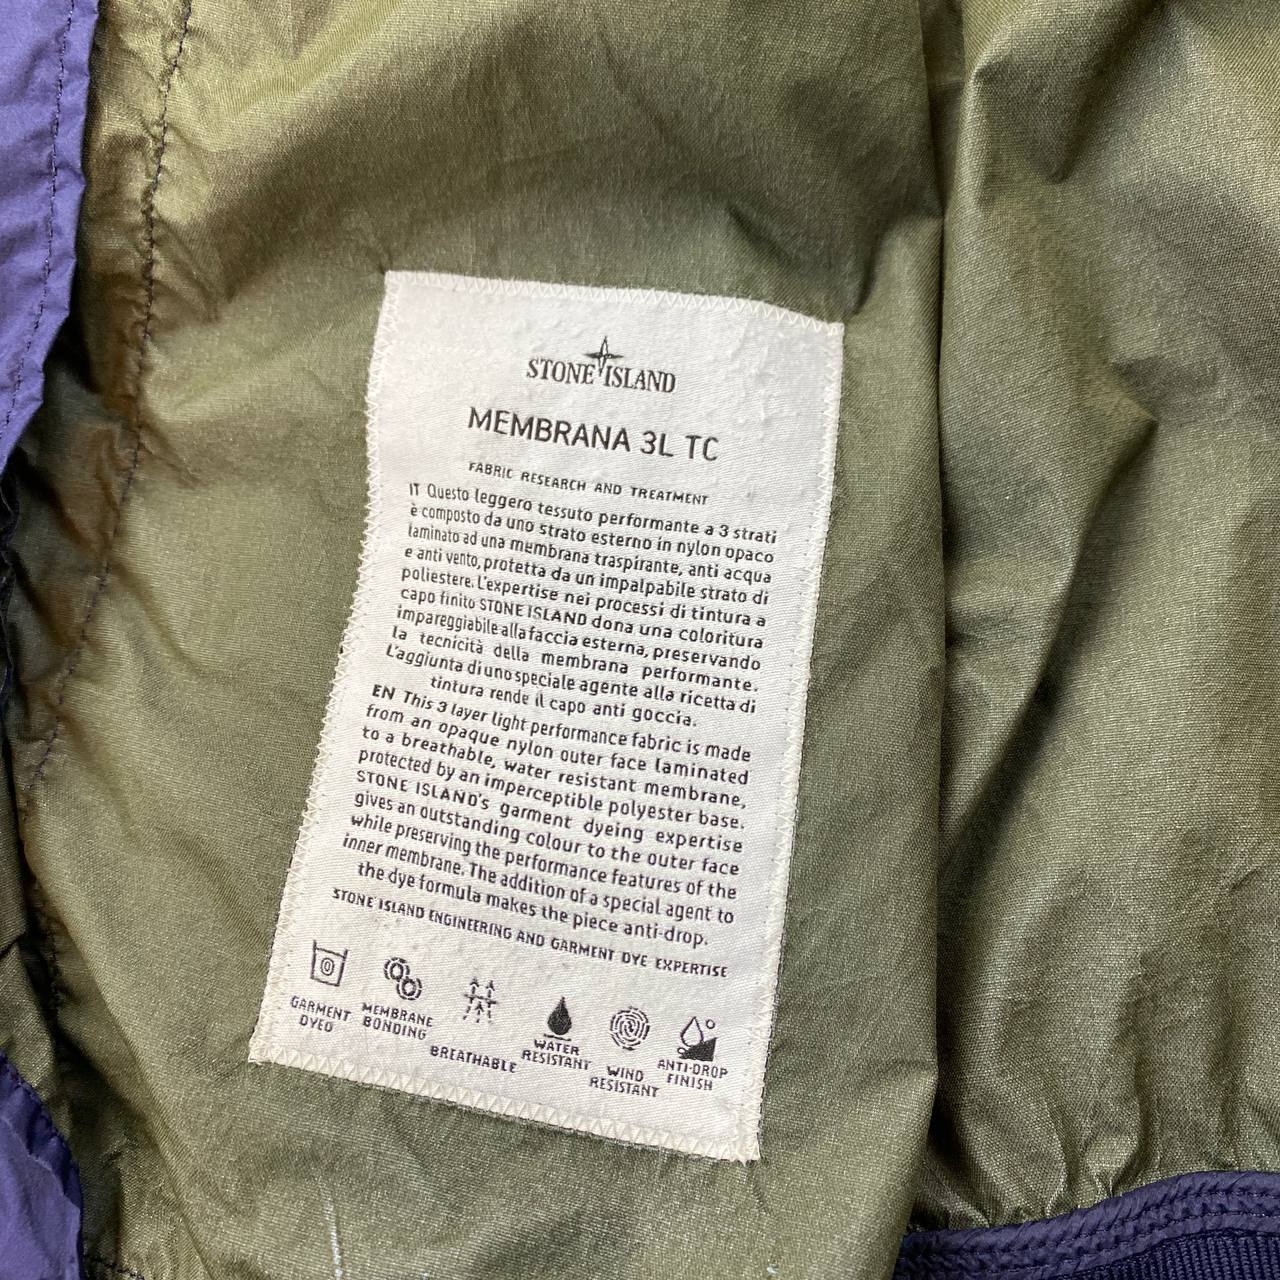 STONE ISLAND
MEMBRANA 3L TC
FABRIC RESEARCH AND TREATMENT
IT Questo leggero tessuto performante a 3 strati
è composto da uno strato esterno in nylon opaco
laminato ad una membrana traspirante, anti acqua
e anti vento, protetta da un impalpabile strato di
poliestere. L'expertise nei processi di tintura a
capo finito STONE ISLAND dona una coloritura
impareggiabile alla faccia esterna, preservando
la tecnicità della membrana performante.
L'aggiunta di uno speciale agente alla ricetta di
tintura rende il capo anti goccia.
EN This 3 layer light performance fabric is made
from an opaque nylon outer face laminated
to a breathable, water resistant membrane,
protected by an imperceptible polyester base.
STONE ISLAND's garment dyeing expertise
gives an outstanding colour to the outer face
while preserving the performance features of the
inner membrane. The addition of a special agent to
the dye formula makes the piece anti-drop.
STONE ISLAND ENGINEERING AND GARMENT DYE EXPERTISE
GARMENT
DYED
MEMBRANE
BONDING
BREATHABLE
WATER
RESISTANT
WIND
RESISTANT
ANTI-DROP
FINISH